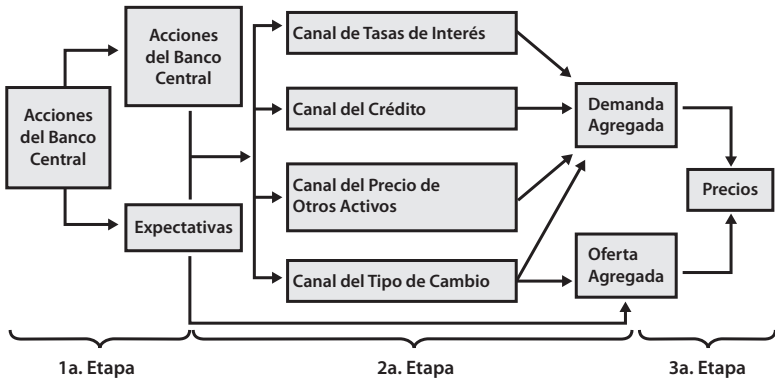 Acciones
del Banco
Central
Acciones
del Banco
Central
Expectativas
Canal de Tasas de Interés
Canal del Crédito
Canal del Precio de
Otros Activos
Canal del Tipo de Cambio
Demanda
Agregada
Oferta
Agregada
Precios
1a. Etapa
2a. Etapa
3a. Etapa